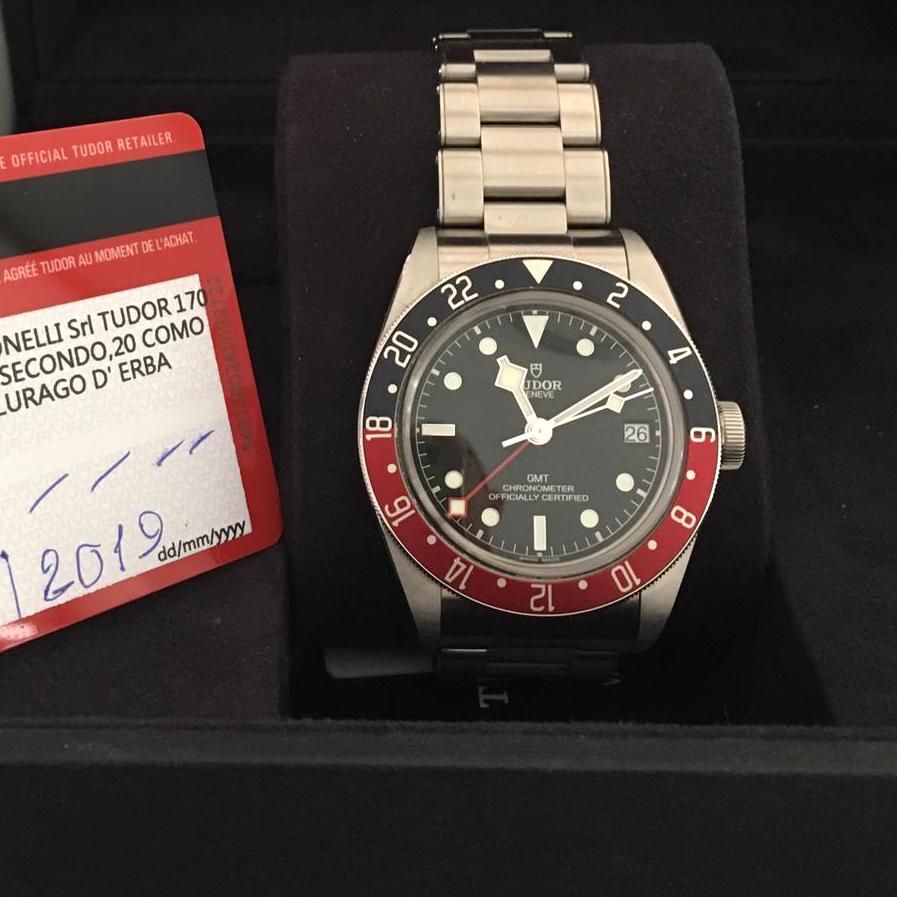 E OFFICIAL TUDOR RETAILER.
AGRÉÉ TUDOR AU MOMENT DE L'ACHAT.
ONELLI Srl TUDOR 170
SECONDO,20 COMO
LURAGO D' ERBA
2019
dd/mm/yyyy
22
2
20
4
18
6
16
8
14
12
10
TUDOR
GENEVE
26
GMT
CHRONOMETER
OFFICIALLY CERTIFIED
SWISS MADE
T